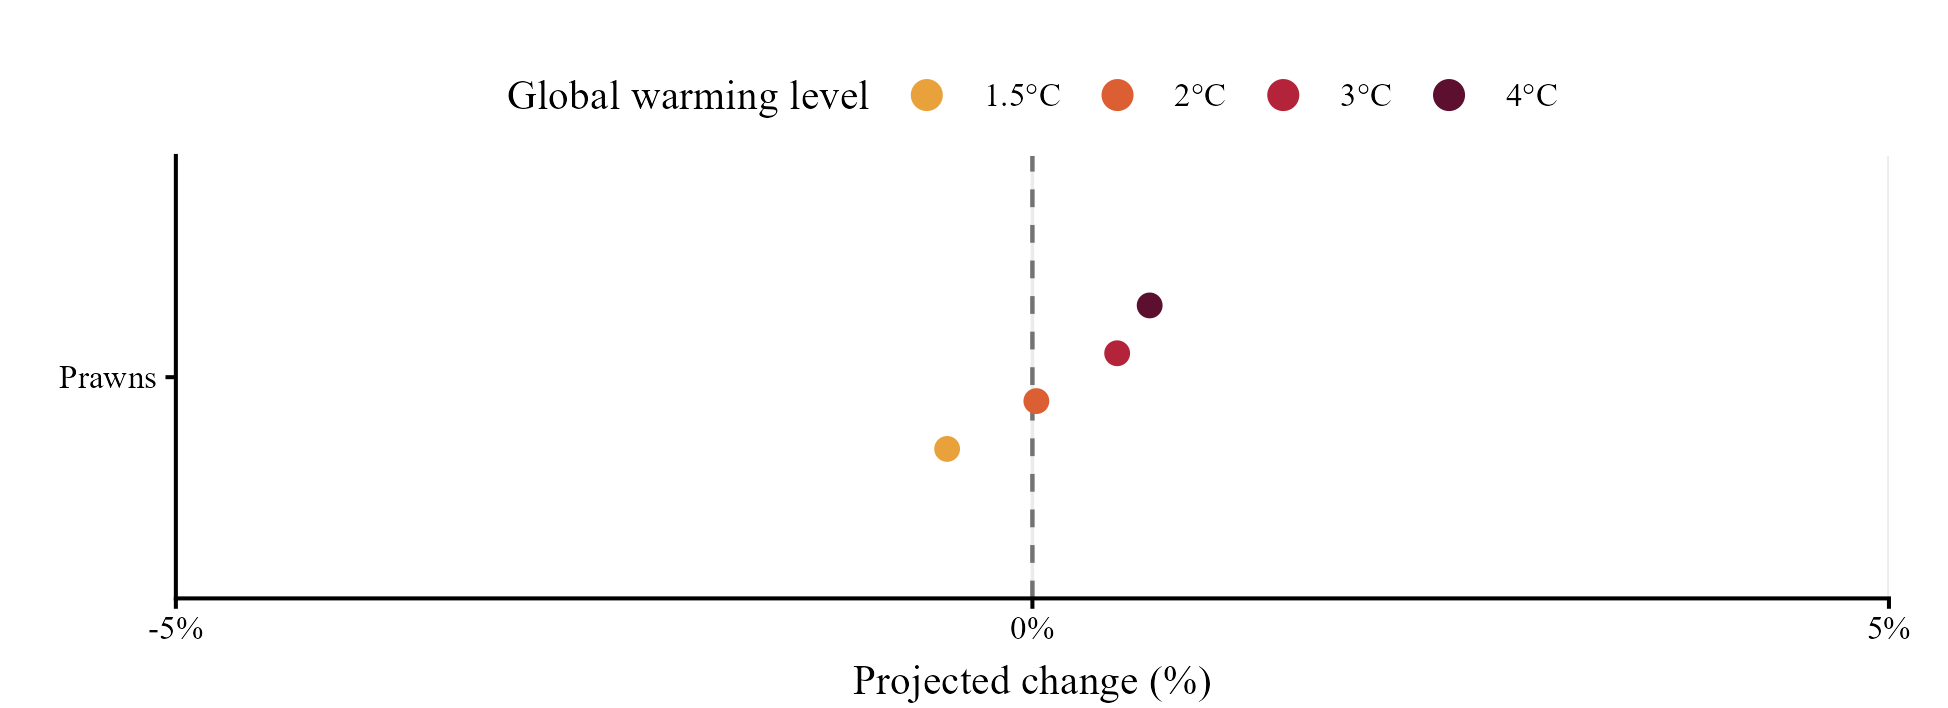 Global warming level 1.5°C 2°C 3°C 4°C
Prawns
-5% 0% 5%
Projected change (%)